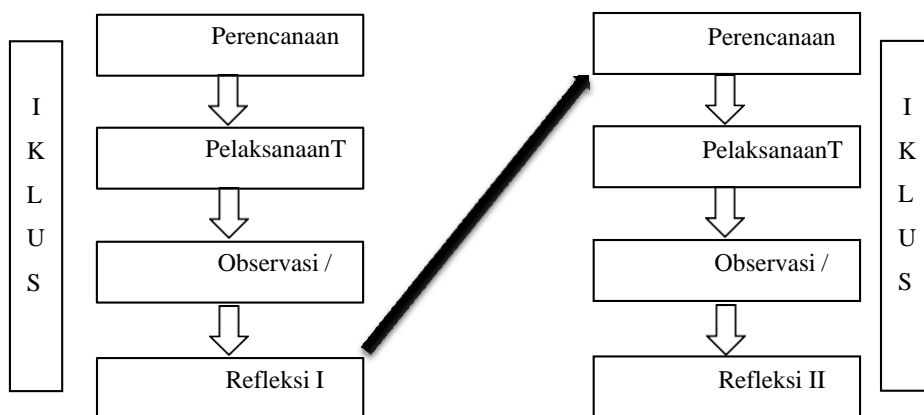 I
K
L
U
S
Perencanaan
PelaksanaanT
Observasi /
Refleksi I
Perencanaan
PelaksanaanT
Observasi /
Refleksi II
I
K
L
U
S